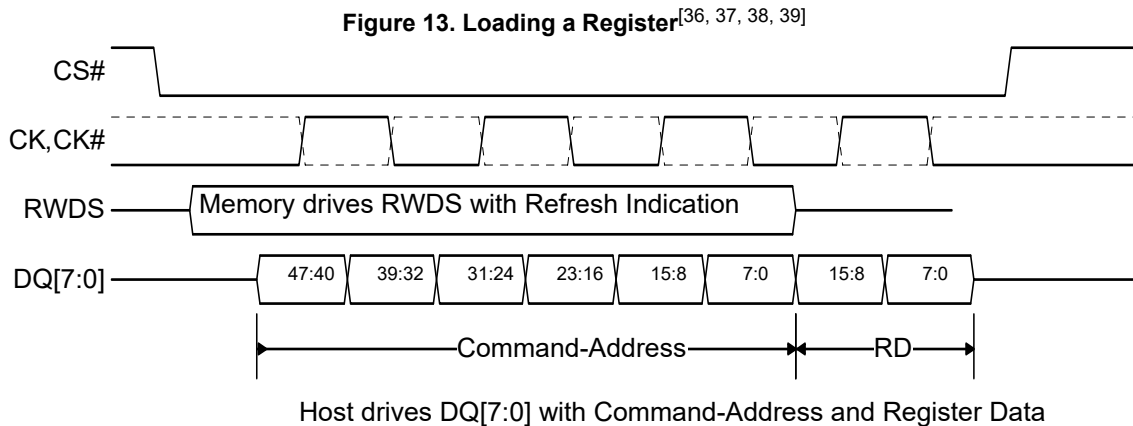 Figure 13. Loading a Register[36, 37, 38, 39]
CS#
CK,CK#
RWDS
Memory drives RWDS with Refresh Indication
DQ[7:0]
47:40 39:32 31:24 23:16 15:8 7:0 15:8 7:0
Command-Address
RD
Host drives DQ[7:0] with Command-Address and Register Data